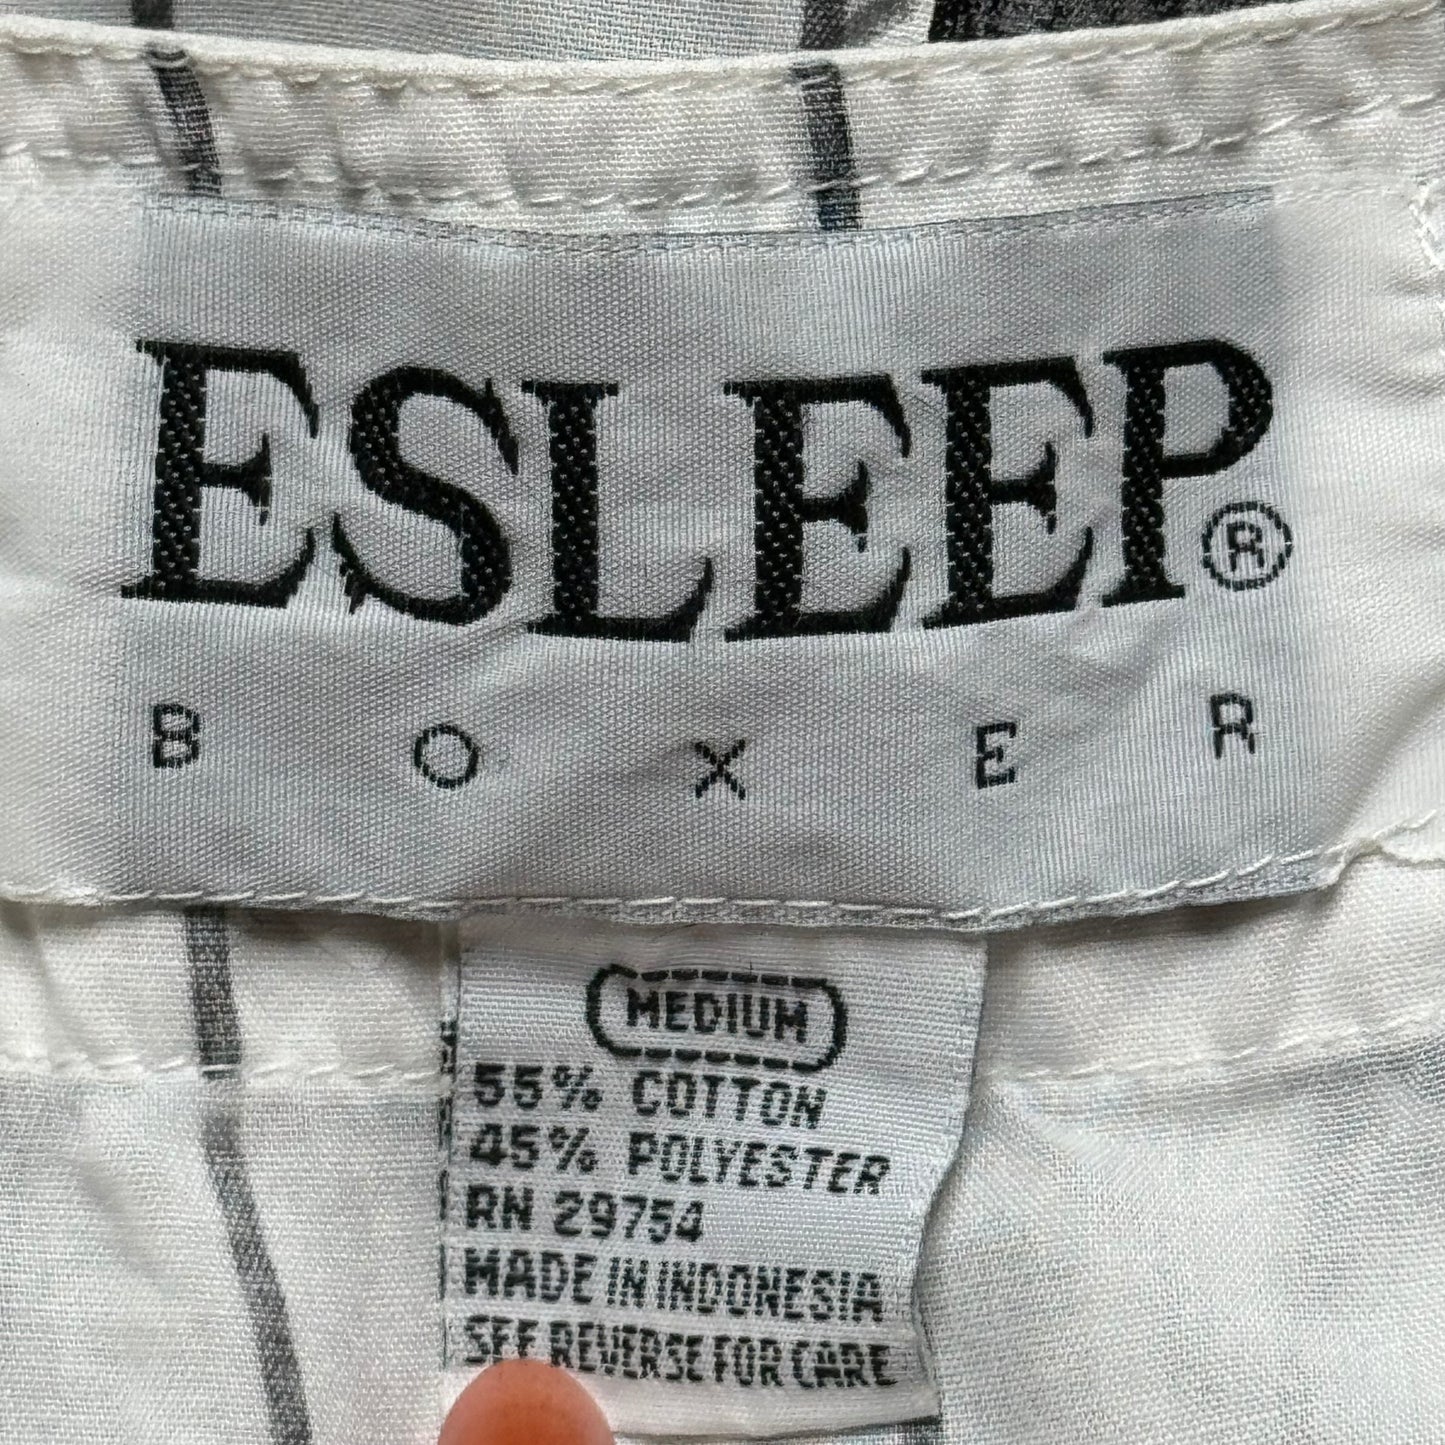 ESLEEP®
BOXER
MEDIUM
55% COTTON
45% POLYESTER
RN 29754
MADE IN INDONESIA
SEE REVERSE FOR CARE